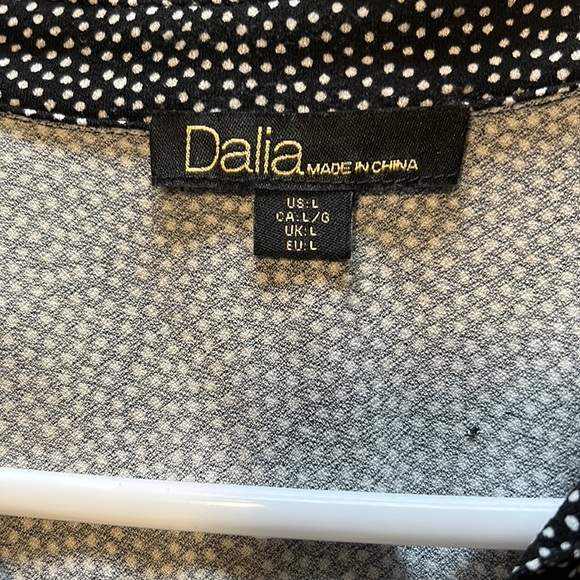 Dalia MADE IN CHINA
US:L
CA:L/G
UK:L
EU:L